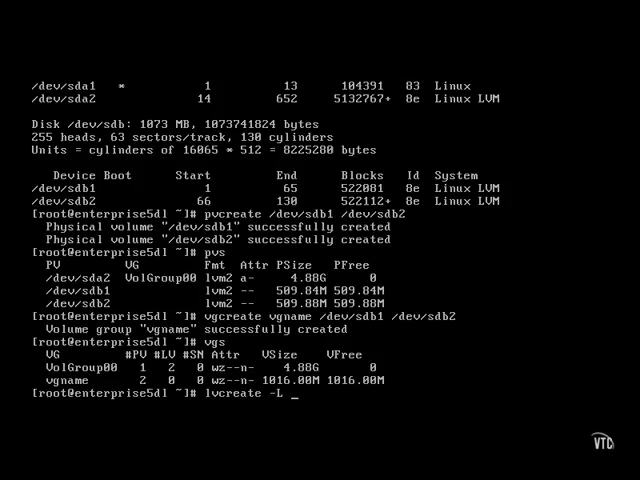 /dev/sda1   *           1          13      104391   83  Linux
/dev/sda2              14         652     5132767+  8e  Linux LVM
Disk /dev/sdb: 1073 MB, 1073741824 bytes
255 heads, 63 sectors/track, 130 cylinders
Units = cylinders of 16065 * 512 = 8225280 bytes
   Device Boot      Start         End      Blocks   Id  System
/dev/sdb1               1          65      522081   8e  Linux LVM
/dev/sdb2              66         130      522112+  8e  Linux LVM
[root@enterprise5dl ~]# pvcreate /dev/sdb1 /dev/sdb2
  Physical volume "/dev/sdb1" successfully created
  Physical volume "/dev/sdb2" successfully created
[root@enterprise5dl ~]# pvs
  PV         VG         Fmt  Attr PSize   PFree
  /dev/sda2  VolGroup00 lvm2 a-     4.88G      0
  /dev/sdb1             lvm2 --   509.84M 509.84M
  /dev/sdb2             lvm2 --   509.88M 509.88M
[root@enterprise5dl ~]# vgcreate vgname /dev/sdb1 /dev/sdb2
  Volume group "vgname" successfully created
[root@enterprise5dl ~]# vgs
  VG         #PV #LV #SN Attr   VSize    VFree
  VolGroup00   1   2   0 wz--n-    4.88G       0
  vgname       2   0   0 wz--n- 1016.00M 1016.00M
[root@enterprise5dl ~]# lvcreate -L _
VTC